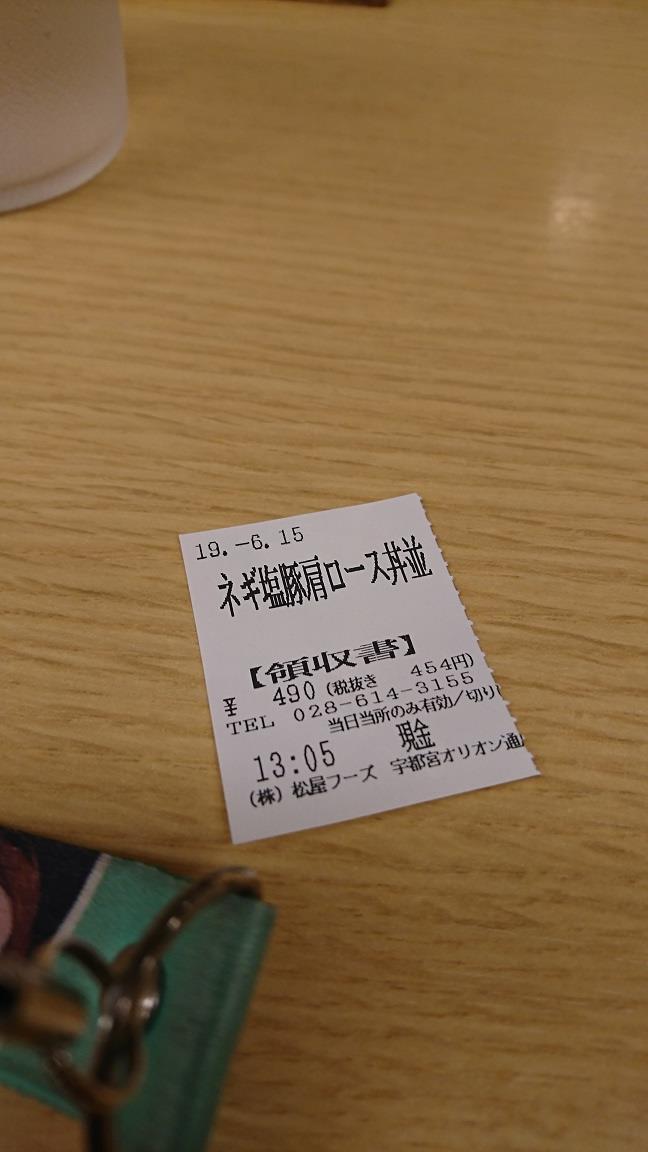 19.-6.15
ネギ塩豚肩ロース丼並
【領収書】
¥ 490 (税抜き 454円)
TEL 028-614-3155
当日当所のみ有効/切り
13:05 現金
(株) 松屋フーズ 宇都宮オリオン通